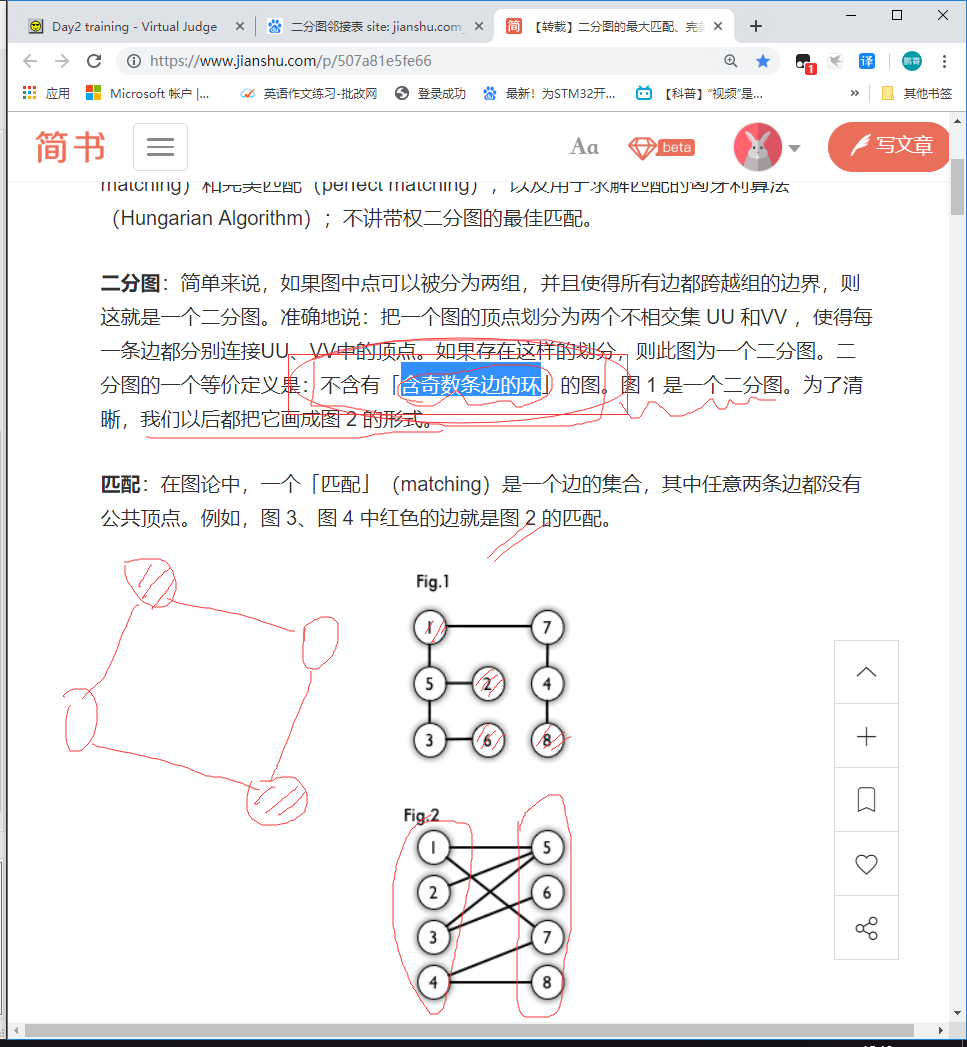 Day2 training - Virtual Judge
二分图邻接表 site: jianshu.com_
【转载】二分图的最大匹配、完美
https://www.jianshu.com/p/507a81e5fe66
1
译
鹏青
应用
Microsoft 帐户 |...
英语作文练习-批改网
登录成功
最新！为STM32开...
【科普】“视频”是...
»
其他书签
简书
Aa
beta
写文章
matching）和完美匹配（perfect matching），以及用于求解匹配的匈牙利算法
（Hungarian Algorithm）；不讲带权二分图的最佳匹配。
二分图：简单来说，如果图中点可以被分为两组，并且使得所有边都跨越组的边界，则
这就是一个二分图。准确地说：把一个图的顶点划分为两个不相交集 UU 和VV ，使得每
一条边都分别连接UU、VV中的顶点。如果存在这样的划分，则此图为一个二分图。二
分图的一个等价定义是：不含有「含奇数条边的环」的图。图 1 是一个二分图。为了清
晰，我们以后都把它画成图 2 的形式。
匹配：在图论中，一个「匹配」（matching）是一个边的集合，其中任意两条边都没有
公共顶点。例如，图 3、图 4 中红色的边就是图 2 的匹配。
Fig.1
1 7
5 2 4
3 6 8
Fig.2
1 5
2 6
3 7
4 8